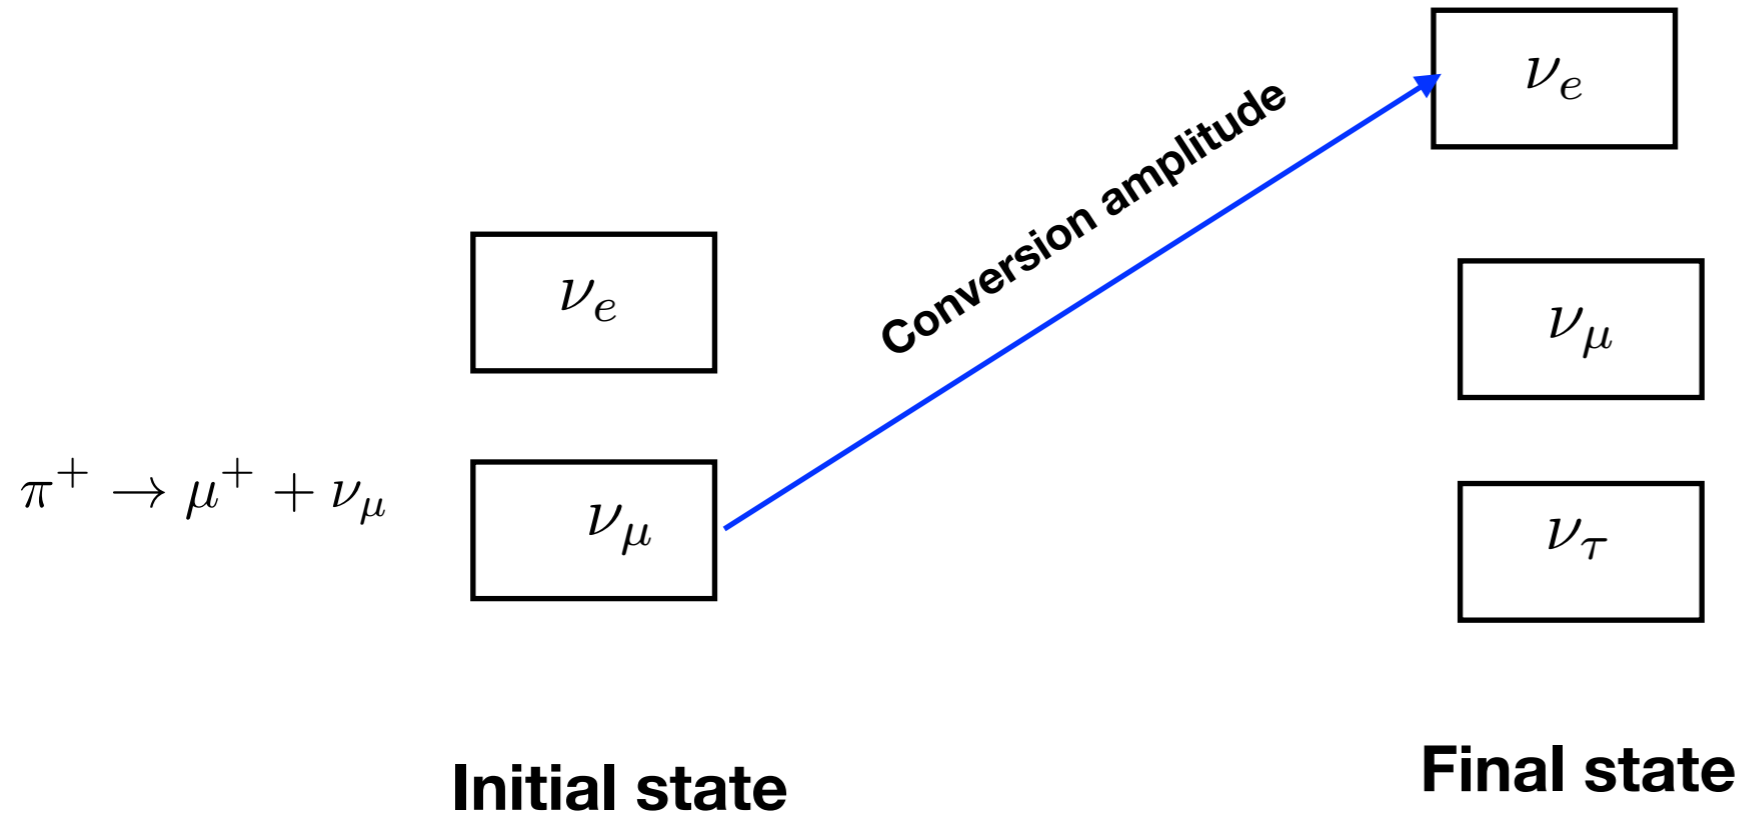 ν_e
Conversion amplitude
ν_e
ν_μ
π⁺ → μ⁺ + ν_μ
ν_μ
ν_τ
Initial state
Final state